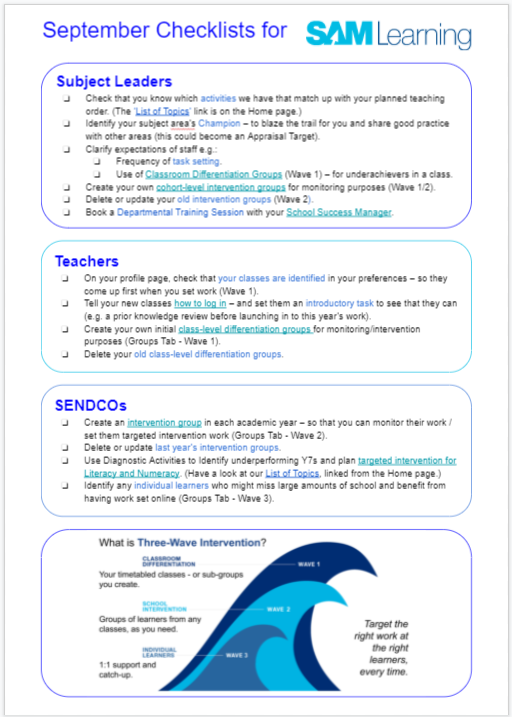 September Checklists for SAM Learning
Subject Leaders
❏ Check that you know which activities we have that match up with your planned teaching
order. (The 'List of Topics' link is on the Home page.)
❏ Identify your subject area's Champion – to blaze the trail for you and share good practice
with other areas (this could become an Appraisal Target).
❏ Clarify expectations of staff e.g.:
❏ Frequency of task setting.
❏ Use of Classroom Differentiation Groups (Wave 1) – for underachievers in a class.
❏ Create your own cohort-level intervention groups for monitoring purposes (Wave 1/2).
❏ Delete or update your old intervention groups (Wave 2).
❏ Book a Departmental Training Session with your School Success Manager.
Teachers
❏ On your profile page, check that your classes are identified in your preferences – so they
come up first when you set work (Wave 1).
❏ Tell your new classes how to log in – and set them an introductory task to see that they can
(e.g. a prior knowledge review before launching in to this year's work).
❏ Create your own initial class-level differentiation groups for monitoring/intervention
purposes (Groups Tab - Wave 1).
❏ Delete your old class-level differentiation groups.
SENDCOs
❏ Create an intervention group in each academic year – so that you can monitor their work /
set them targeted intervention work (Groups Tab - Wave 2).
❏ Delete or update last year's intervention groups.
❏ Use Diagnostic Activities to Identify underperforming Y7s and plan targeted intervention for
Literacy and Numeracy. (Have a look at our List of Topics, linked from the Home page.)
❏ Identify any individual learners who might miss large amounts of school and benefit from
having work set online (Groups Tab - Wave 3).
What is Three-Wave Intervention?
CLASSROOM
DIFFERENTIATION
WAVE 1
Your timetabled classes - or sub-groups
you create.
SCHOOL
INTERVENTION
WAVE 2
Groups of learners from any
classes, as you need.
INDIVIDUAL
LEARNERS
WAVE 3
1:1 support and
catch-up.
Target the
right work at
the right
learners,
every time.